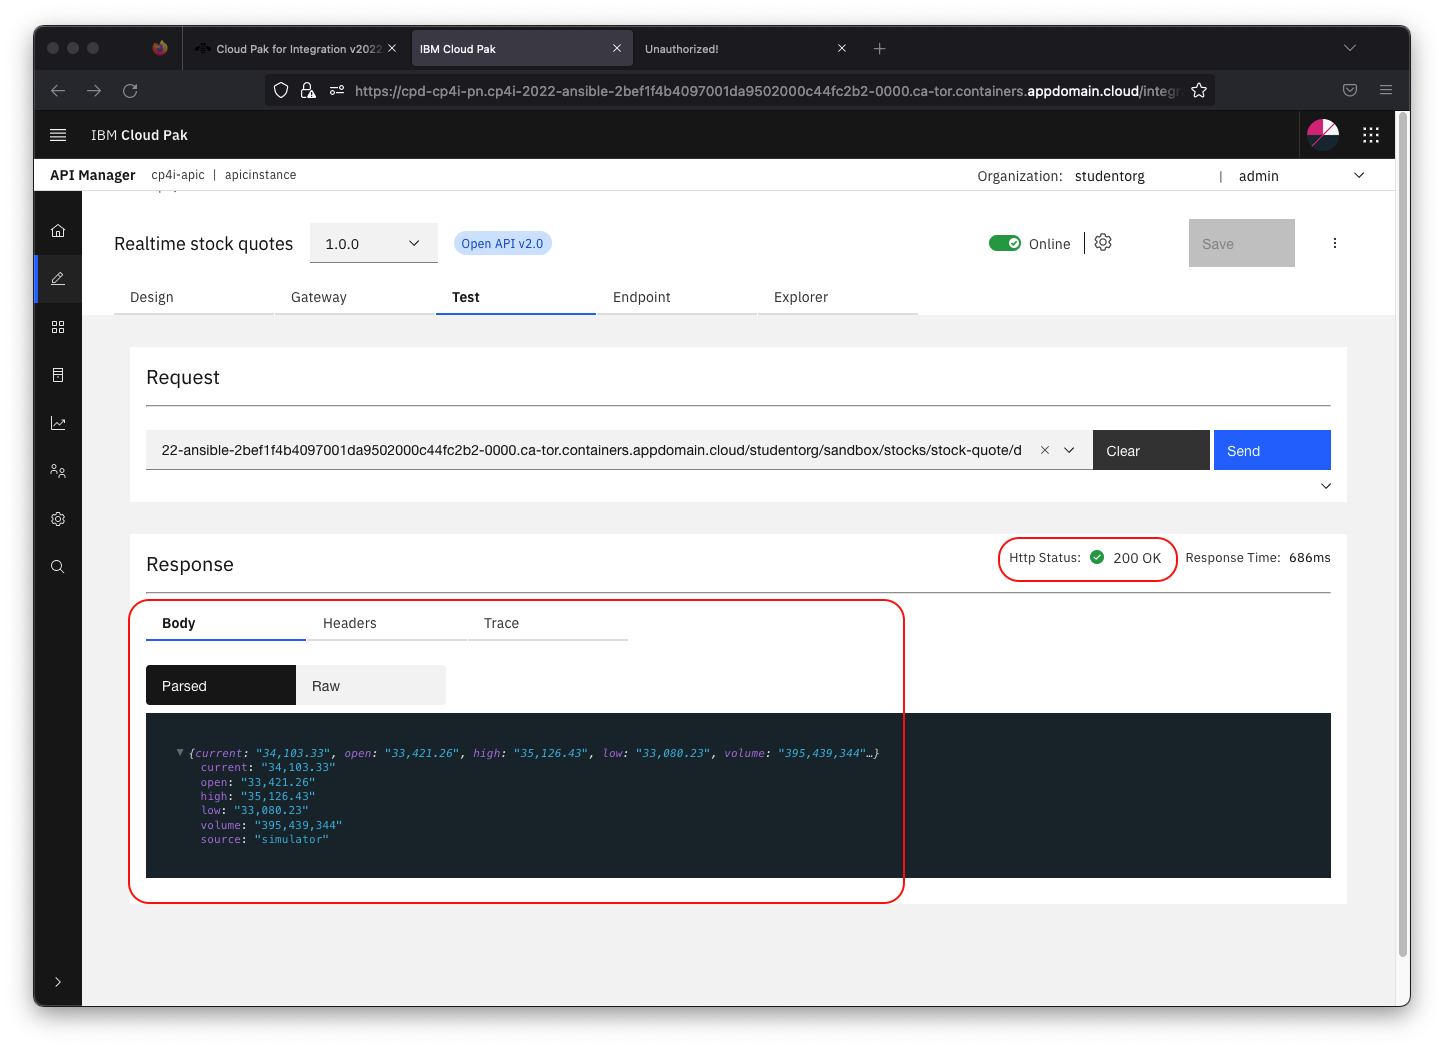 Cloud Pak for Integration v2022
IBM Cloud Pak
Unauthorized!
https://cpd-cp4i-pn.cp4i-2022-ansible-2bef1f4b4097001da9502000c44fc2b2-0000.ca-tor.containers.appdomain.cloud/integr
IBM Cloud Pak
API Manager cp4i-apic | apicinstance
Organization: studentorg | admin
Realtime stock quotes 1.0.0 Open API v2.0
Online Save
Design Gateway Test Endpoint Explorer
Request
22-ansible-2bef1f4b4097001da9502000c44fc2b2-0000.ca-tor.containers.appdomain.cloud/studentorg/sandbox/stocks/stock-quote/d
Clear Send
Response
Http Status: 200 OK Response Time: 686ms
Body Headers Trace
Parsed Raw
{current: "34,103.33", open: "33,421.26", high: "35,126.43", low: "33,080.23", volume: "395,439,344"…}
current: "34,103.33"
open: "33,421.26"
high: "35,126.43"
low: "33,080.23"
volume: "395,439,344"
source: "simulator"